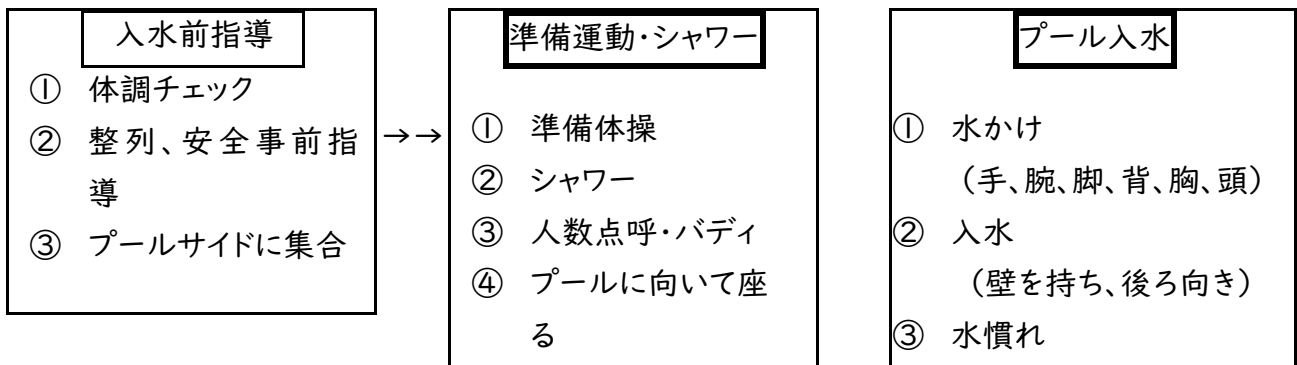 入水前指導
① 体調チェック
② 整列、安全事前指
導
③ プールサイドに集合
→→
準備運動・シャワー
① 準備体操
② シャワー
③ 人数点呼・バディ
④ プールに向いて座
る
プール入水
① 水かけ
(手、腕、脚、背、胸、頭)
② 入水
(壁を持ち、後ろ向き)
③ 水慣れ